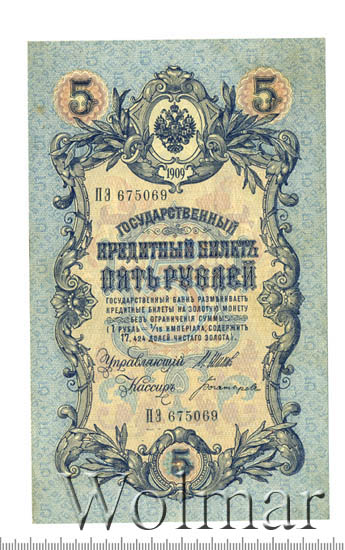 5 5
1909
ПЭ 675069
ГОСУДАРСТВЕННЫЙ
КРЕДИТНЫЙ БИЛЕТЪ
ПЯТЬ РУБЛЕЙ
ГОСУДАРСТВЕННЫЙ БАНКЪ РАЗМѢНИВАЕТЪ
КРЕДИТНЫЕ БИЛЕТЫ НА ЗОЛОТУЮ МОНЕТУ
БЕЗЪ ОГРАНИЧЕНІЯ СУММЫ
(1 РУБЛЬ = 1/15 ИМПЕРІАЛА, СОДЕРЖИТЪ
17,424 ДОЛЕЙ ЧИСТАГО ЗОЛОТА).
Управляющій
Кассиръ
ПЭ 675069
5
Wolmar